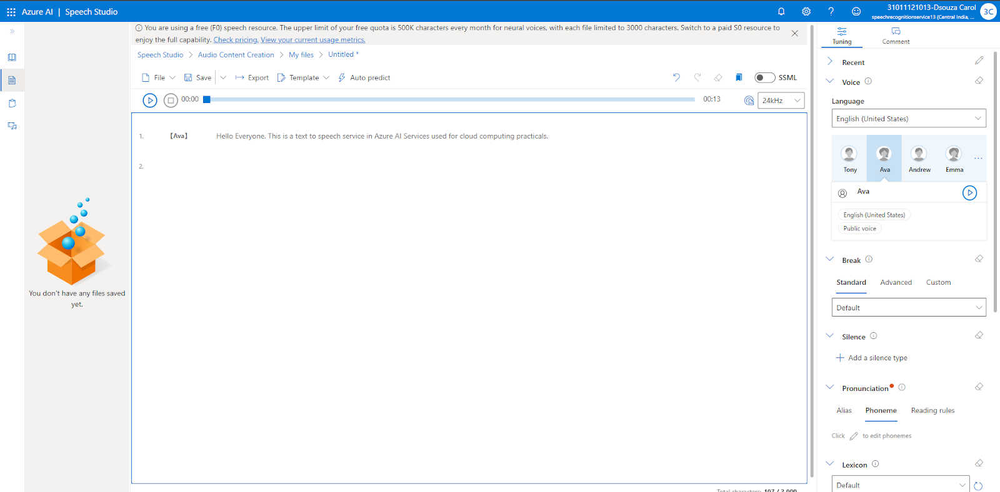 Azure AI | Speech Studio
31011121013-Dsouza Carol
speechrecognitionservice13 (Central India, ...
3C
You are using a free (F0) speech resource. The upper limit of your free quota is 500K characters every month for neural voices, with each file limited to 3000 characters. Switch to a paid S0 resource to
enjoy the full capability. Check pricing. View your current usage metrics.
Speech Studio > Audio Content Creation > My files > Untitled *
File Save Export Template Auto predict SSML
00:00 00:13 24kHz
1. 【Ava】 Hello Everyone. This is a text to speech service in Azure AI Services used for cloud computing practicals.
2.
You don't have any files saved
yet.
Total characters: 107 / 3,000
Tuning Comment
Recent
Voice
Language
English (United States)
Tony Ava Andrew Emma ...
Ava
English (United States)
Public voice
Break
Standard Advanced Custom
Default
Silence
Add a silence type
Pronunciation
Alias Phoneme Reading rules
Click to edit phonemes
Lexicon
Default